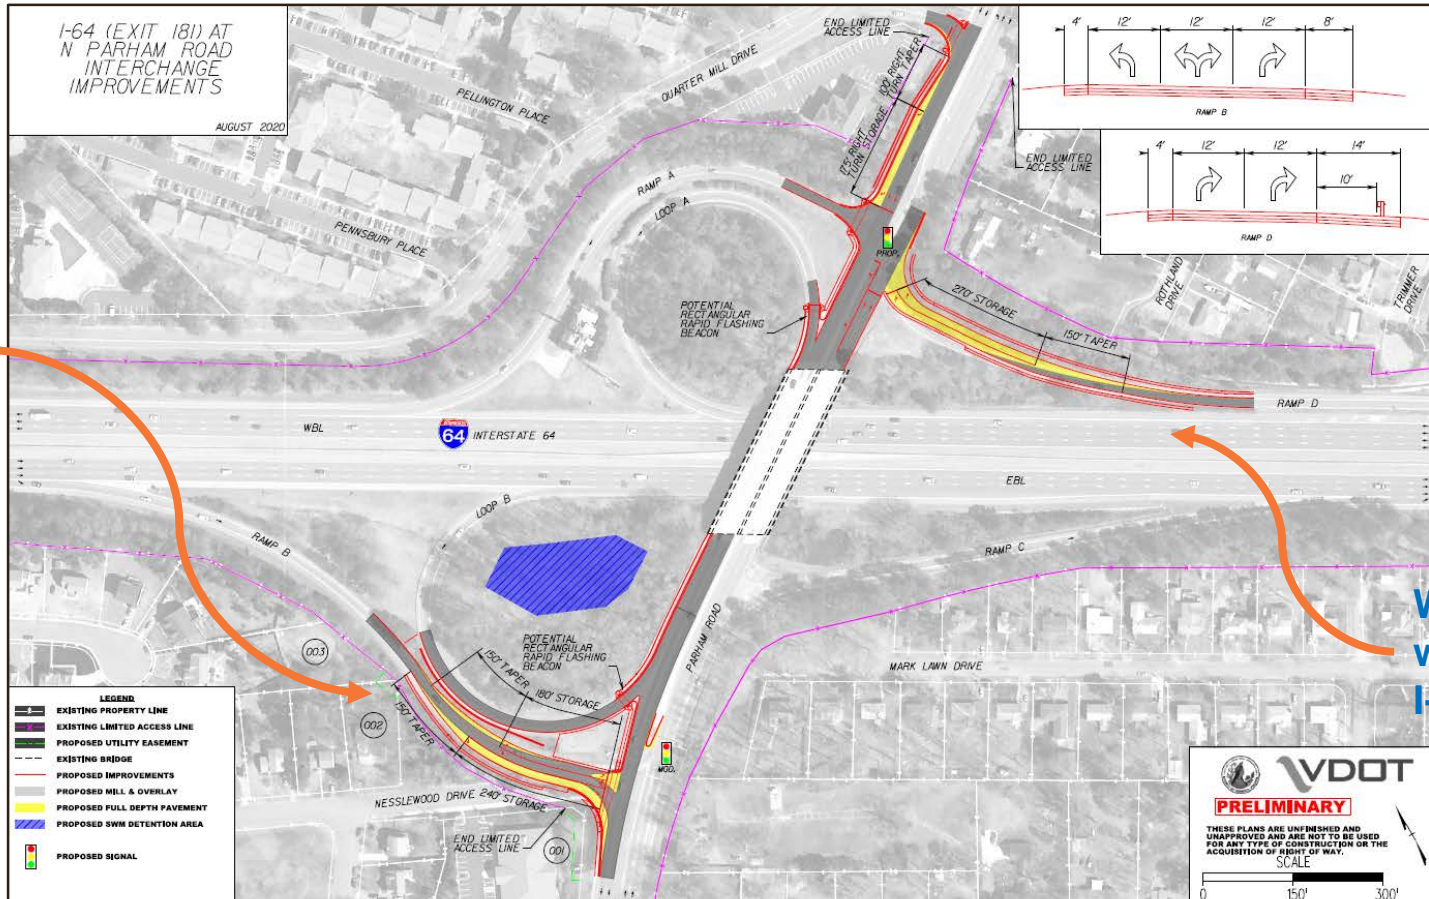 I-64 (EXIT 181) AT
N PARHAM ROAD
INTERCHANGE
IMPROVEMENTS
AUGUST 2020
END LIMITED
ACCESS LINE
4' 12' 12' 12' 8'
RAMP B
4' 12' 12' 14'
10'
RAMP D
QUARTER MILL DRIVE
PELLINGTON PLACE
PENNSBURY PLACE
100' RIGHT
TURN TAPER
175' RIGHT
TURN STORAGE
END LIMITED
ACCESS LINE
RAMP A
LOOP A
PROP.
ROTHLAND
DRIVE
TRIMMER
DRIVE
POTENTIAL
RECTANGULAR
RAPID FLASHING
BEACON
270' STORAGE
150' TAPER
RAMP D
WBL
INTERSTATE
64
INTERSTATE 64
EBL
LOOP B
RAMP B
RAMP C
PARHAM ROAD
MARK LAWN DRIVE
POTENTIAL
RECTANGULAR
RAPID FLASHING
BEACON
150' TAPER
180' STORAGE
003
002
150' TAPER
MOD.
NESSLEWOOD DRIVE
240' STORAGE
END LIMITED
ACCESS LINE
001
LEGEND
EXISTING PROPERTY LINE
EXISTING LIMITED ACCESS LINE
PROPOSED UTILITY EASEMENT
EXISTING BRIDGE
PROPOSED IMPROVEMENTS
PROPOSED MILL & OVERLAY
PROPOSED FULL DEPTH PAVEMENT
PROPOSED SWM DETENTION AREA
PROPOSED SIGNAL
W
w
I-
VDOT
PRELIMINARY
THESE PLANS ARE UNFINISHED AND
UNAPPROVED AND ARE NOT TO BE USED
FOR ANY TYPE OF CONSTRUCTION OR THE
ACQUISITION OF RIGHT OF WAY.
SCALE
0 150' 300'